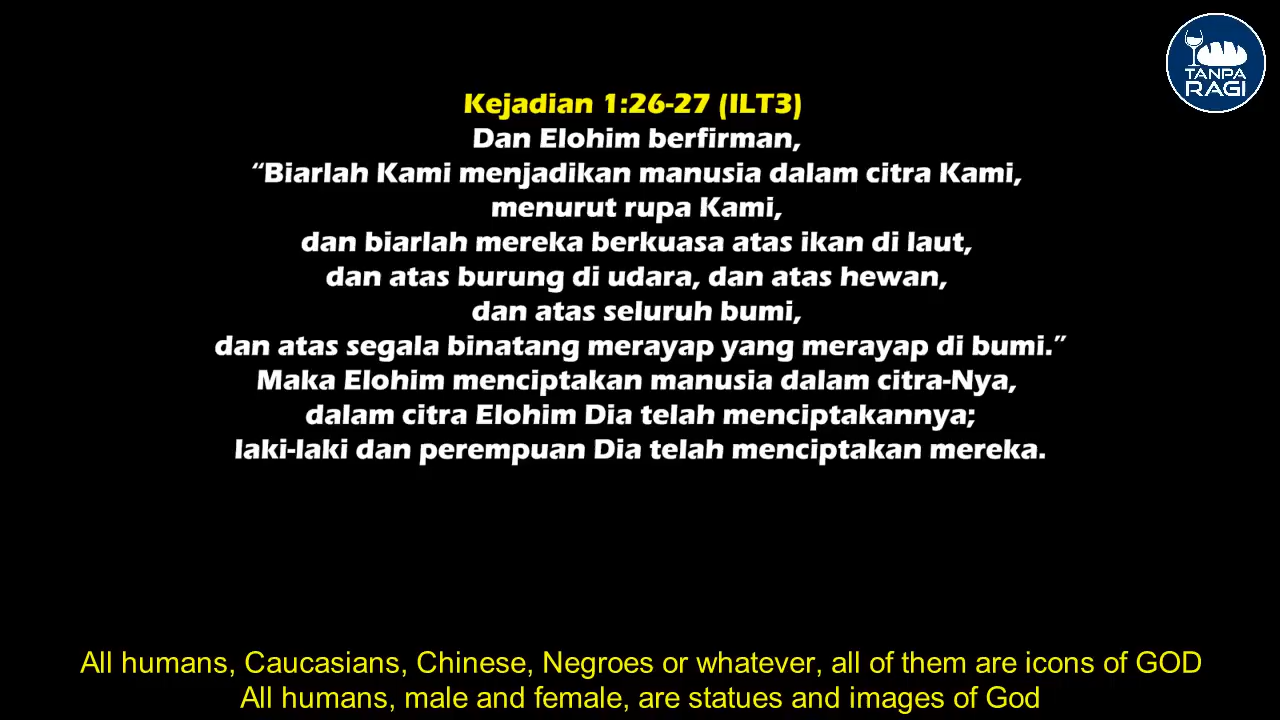 TANPA
RAGI
Kejadian 1:26-27 (ILT3)
Dan Elohim berfirman,
“Biarlah Kami menjadikan manusia dalam citra Kami,
menurut rupa Kami,
dan biarlah mereka berkuasa atas ikan di laut,
dan atas burung di udara, dan atas hewan,
dan atas seluruh bumi,
dan atas segala binatang merayap yang merayap di bumi.”
Maka Elohim menciptakan manusia dalam citra-Nya,
dalam citra Elohim Dia telah menciptakannya;
laki-laki dan perempuan Dia telah menciptakan mereka.
All humans, Caucasians, Chinese, Negroes or whatever, all of them are icons of GOD
All humans, male and female, are statues and images of God